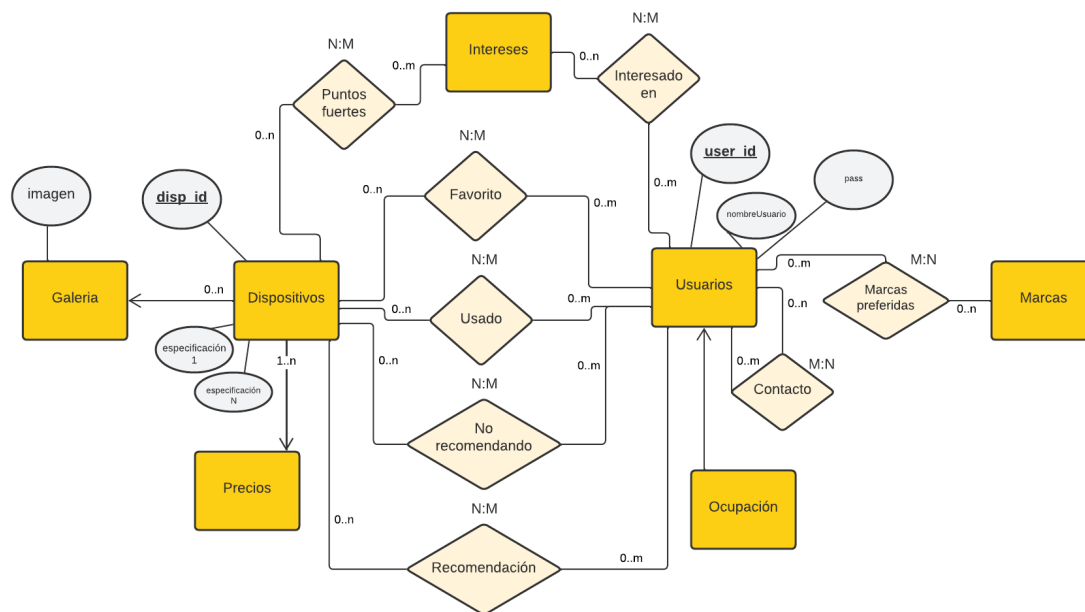 N:M
Intereses
0..m
0..n
N:M
Interesado
en
Puntos
fuertes
0..n
0..m
N:M
Favorito
0..n
0..m
user_id
pass
nombreUsuario
imagen
disp_id
Galeria
0..n
Dispositivos
N:M
Usado
0..n
0..m
Usuarios
0..m
M:N
Marcas
preferidas
0..n
Marcas
especificación
1
especificación
N
1..n
0..n
N:M
No
recomendando
0..m
0..n
0..m
M:N
Contacto
Precios
Ocupación
N:M
Recomendación
0..n
0..m